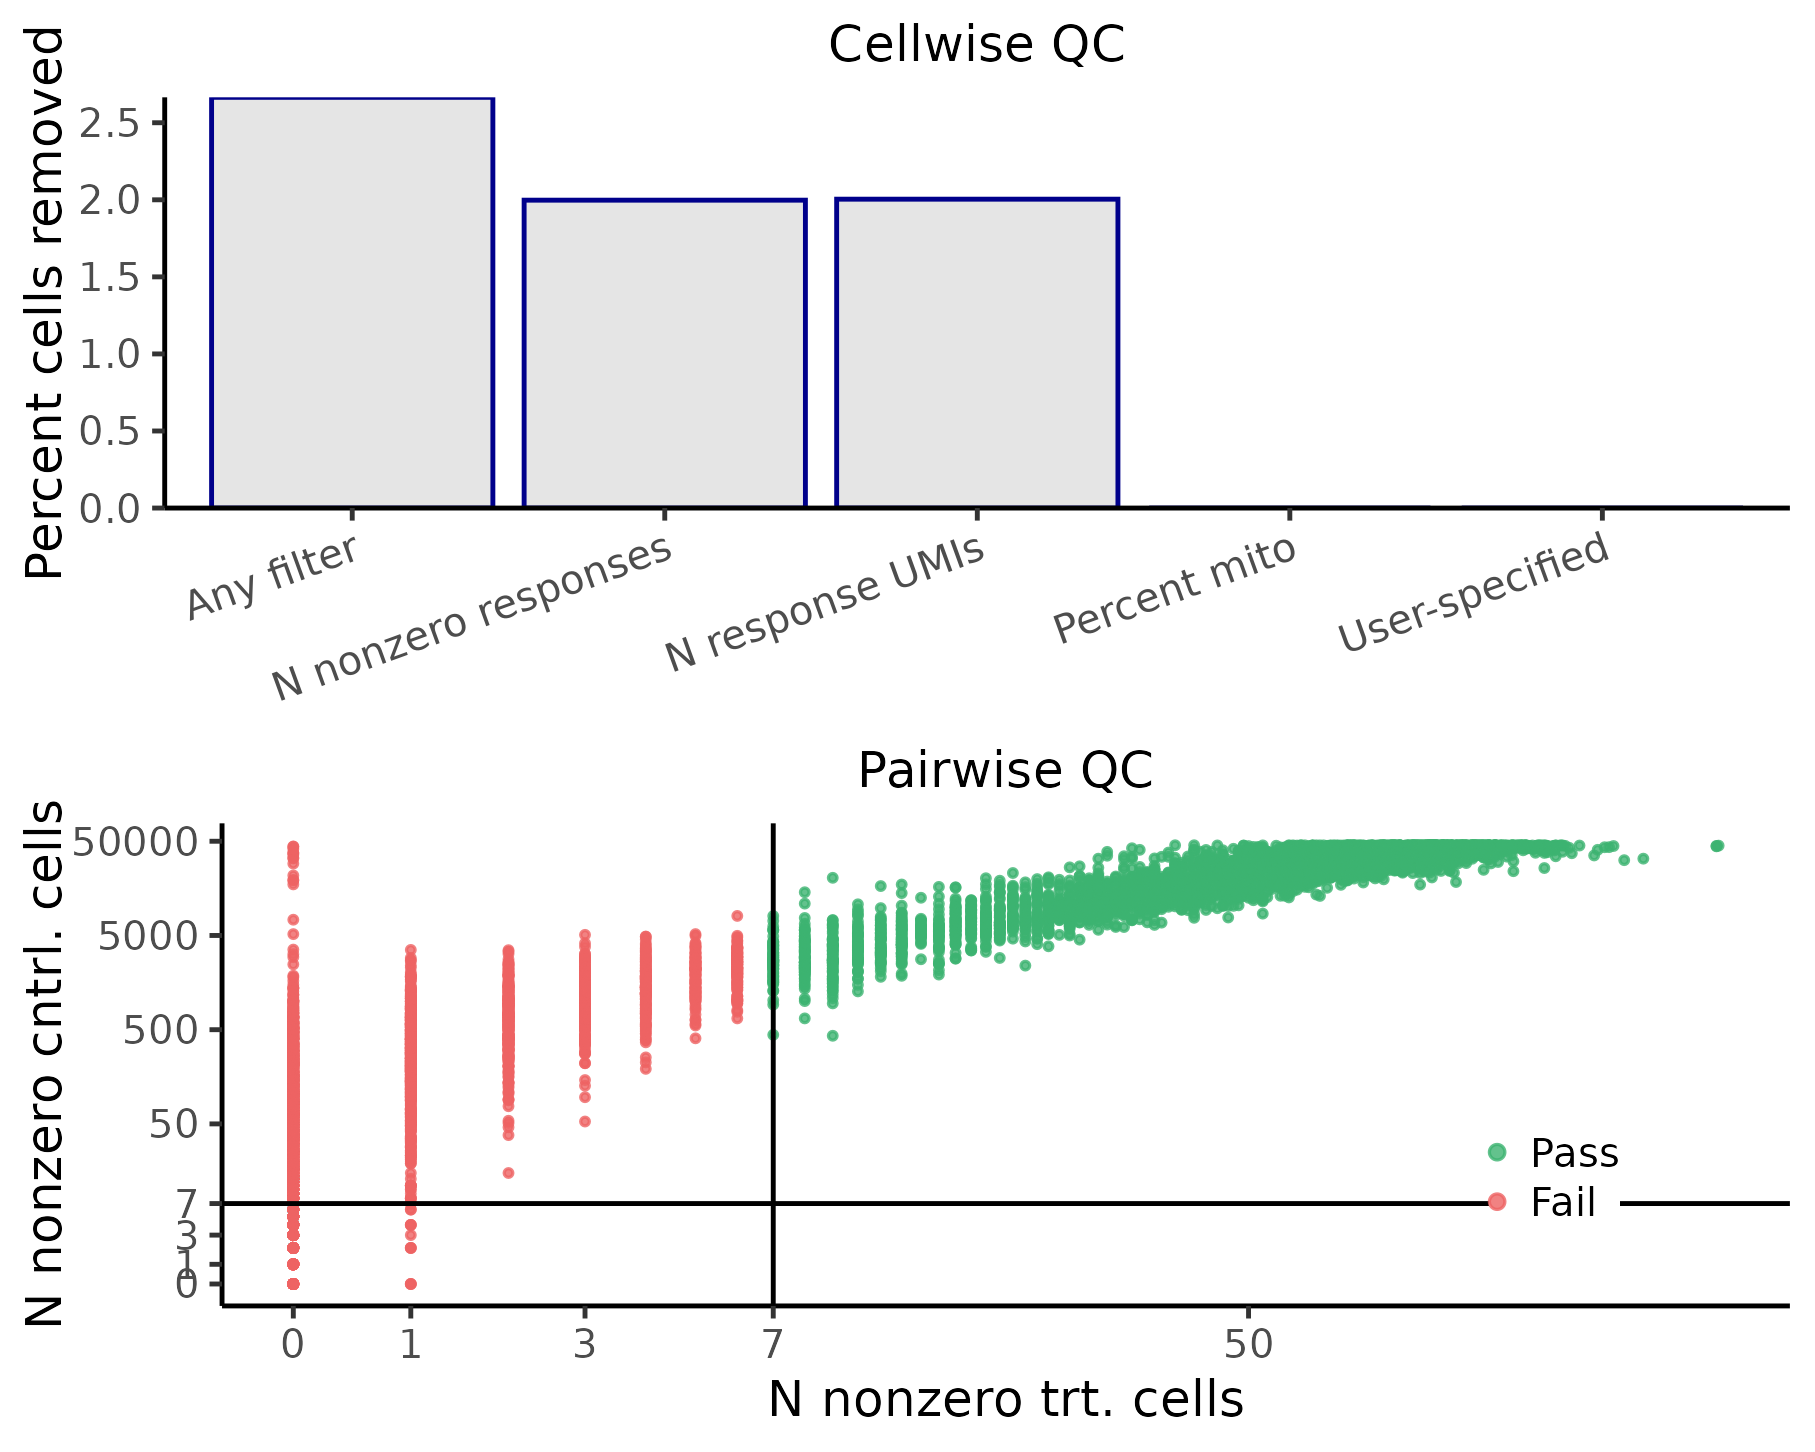 Cellwise QC
Percent cells removed
2.5
2.0
1.5
1.0
0.5
0.0
Any filter
N nonzero responses
N response UMIs
Percent mito
User-specified
Pairwise QC
N nonzero cntrl. cells
50000
5000
500
50
7
3
1
0
Pass
Fail
0 1 3 7 50
N nonzero trt. cells